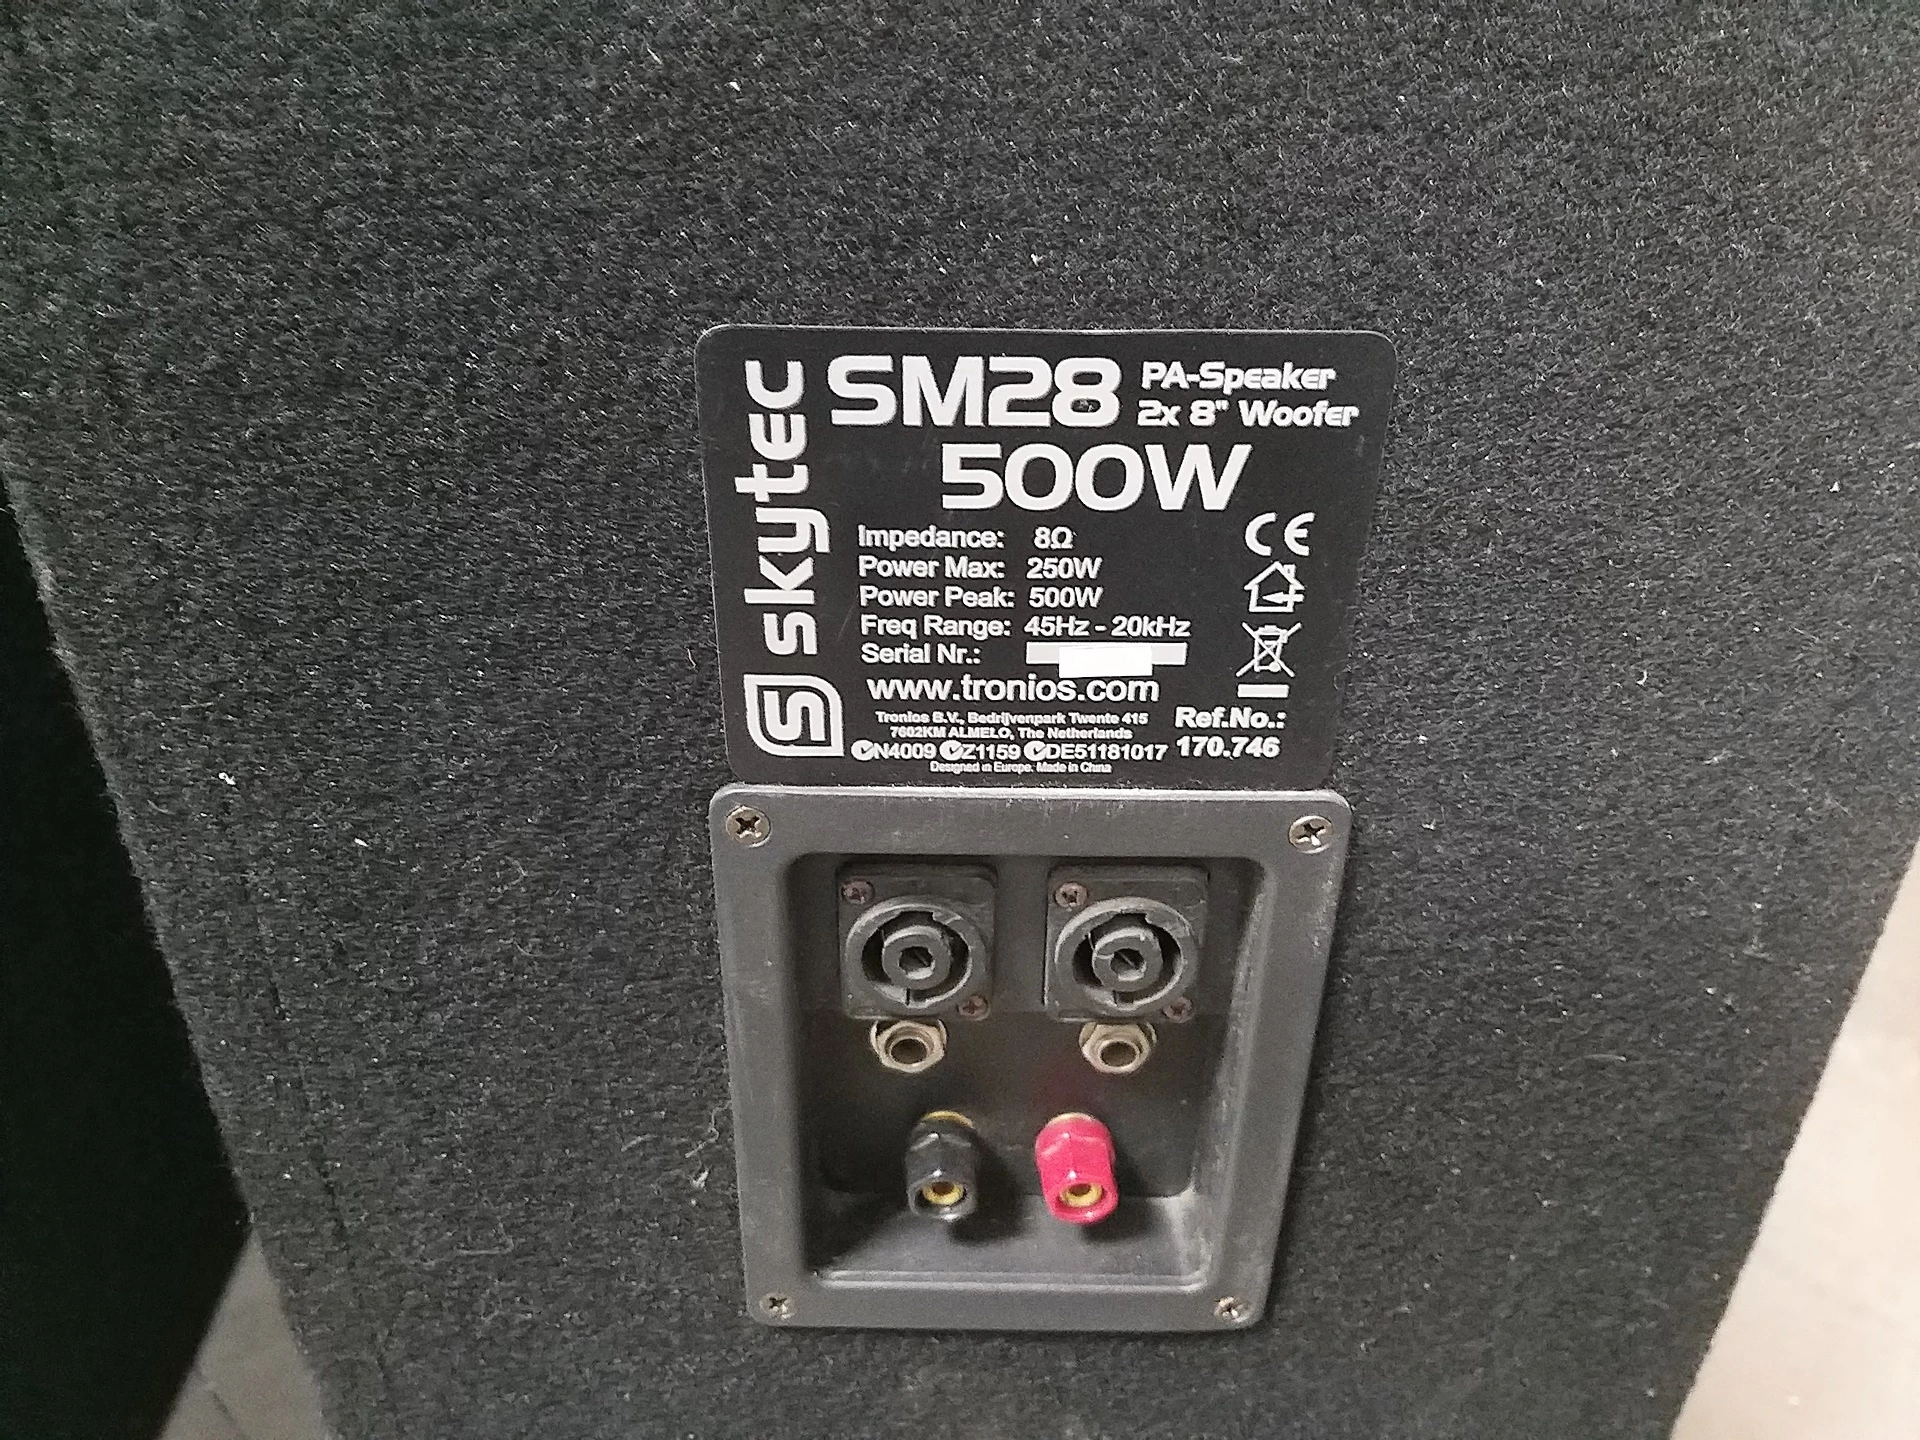 skytec
SM28
PA-Speaker
2x 8" Woofer
500W
Impedance: 8Ω
Power Max: 250W
Power Peak: 500W
Freq Range: 45Hz - 20kHz
Serial Nr.:
www.tronios.com
Tronios B.V., Bedrijvenpark Twente 415
7602KM ALMELO, The Netherlands
N4009 Z1159 DE51181017
Designed in Europe. Made in China
CE
Ref.No.:
170.746